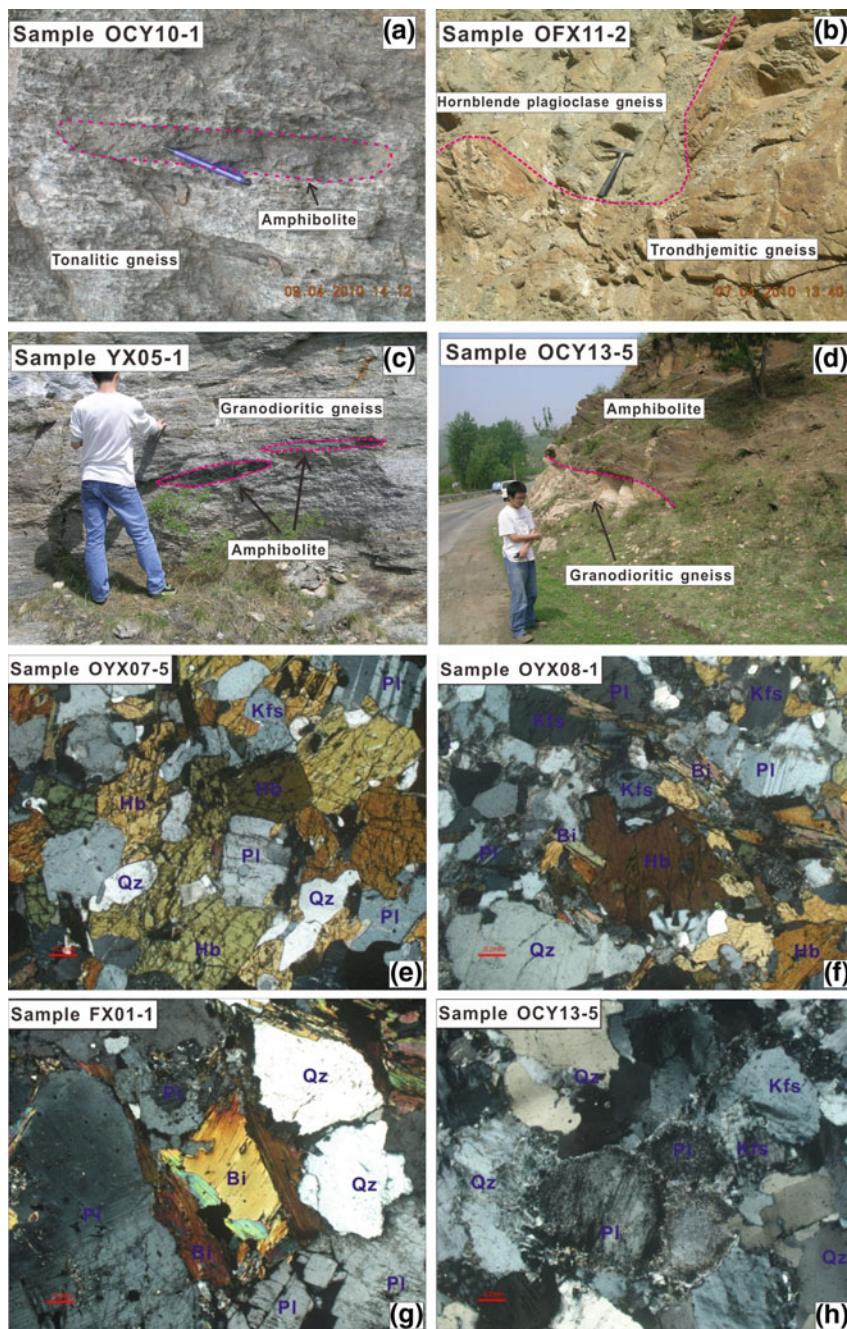 Sample OCY10-1
(a)
Amphibolite
Tonalitic gneiss
08.04 2010 14 12
Sample OFX11-2
(b)
Hornblende plagioclase gneiss
Trondhjemitic gneiss
07.04 2010 13 40
Sample YX05-1
(c)
Granodioritic gneiss
Amphibolite
Sample OCY13-5
(d)
Amphibolite
Granodioritic gneiss
Sample OYX07-5
Pl
Kfs
Hb
Hb
Pl
Qz
Qz
Pl
Hb
(e)
Sample OYX08-1
Pl
Kfs
Kfs
Bi
Pl
Kfs
Bi
Pl
Hb
Qz
Hb
(f)
Sample FX01-1
Qz
Pl
Bi
Qz
Pl
Bi
Pl
(g)
Sample OCY13-5
Qz
Kfs
Pl
Kfs
Qz
Pl
Qz
(h)